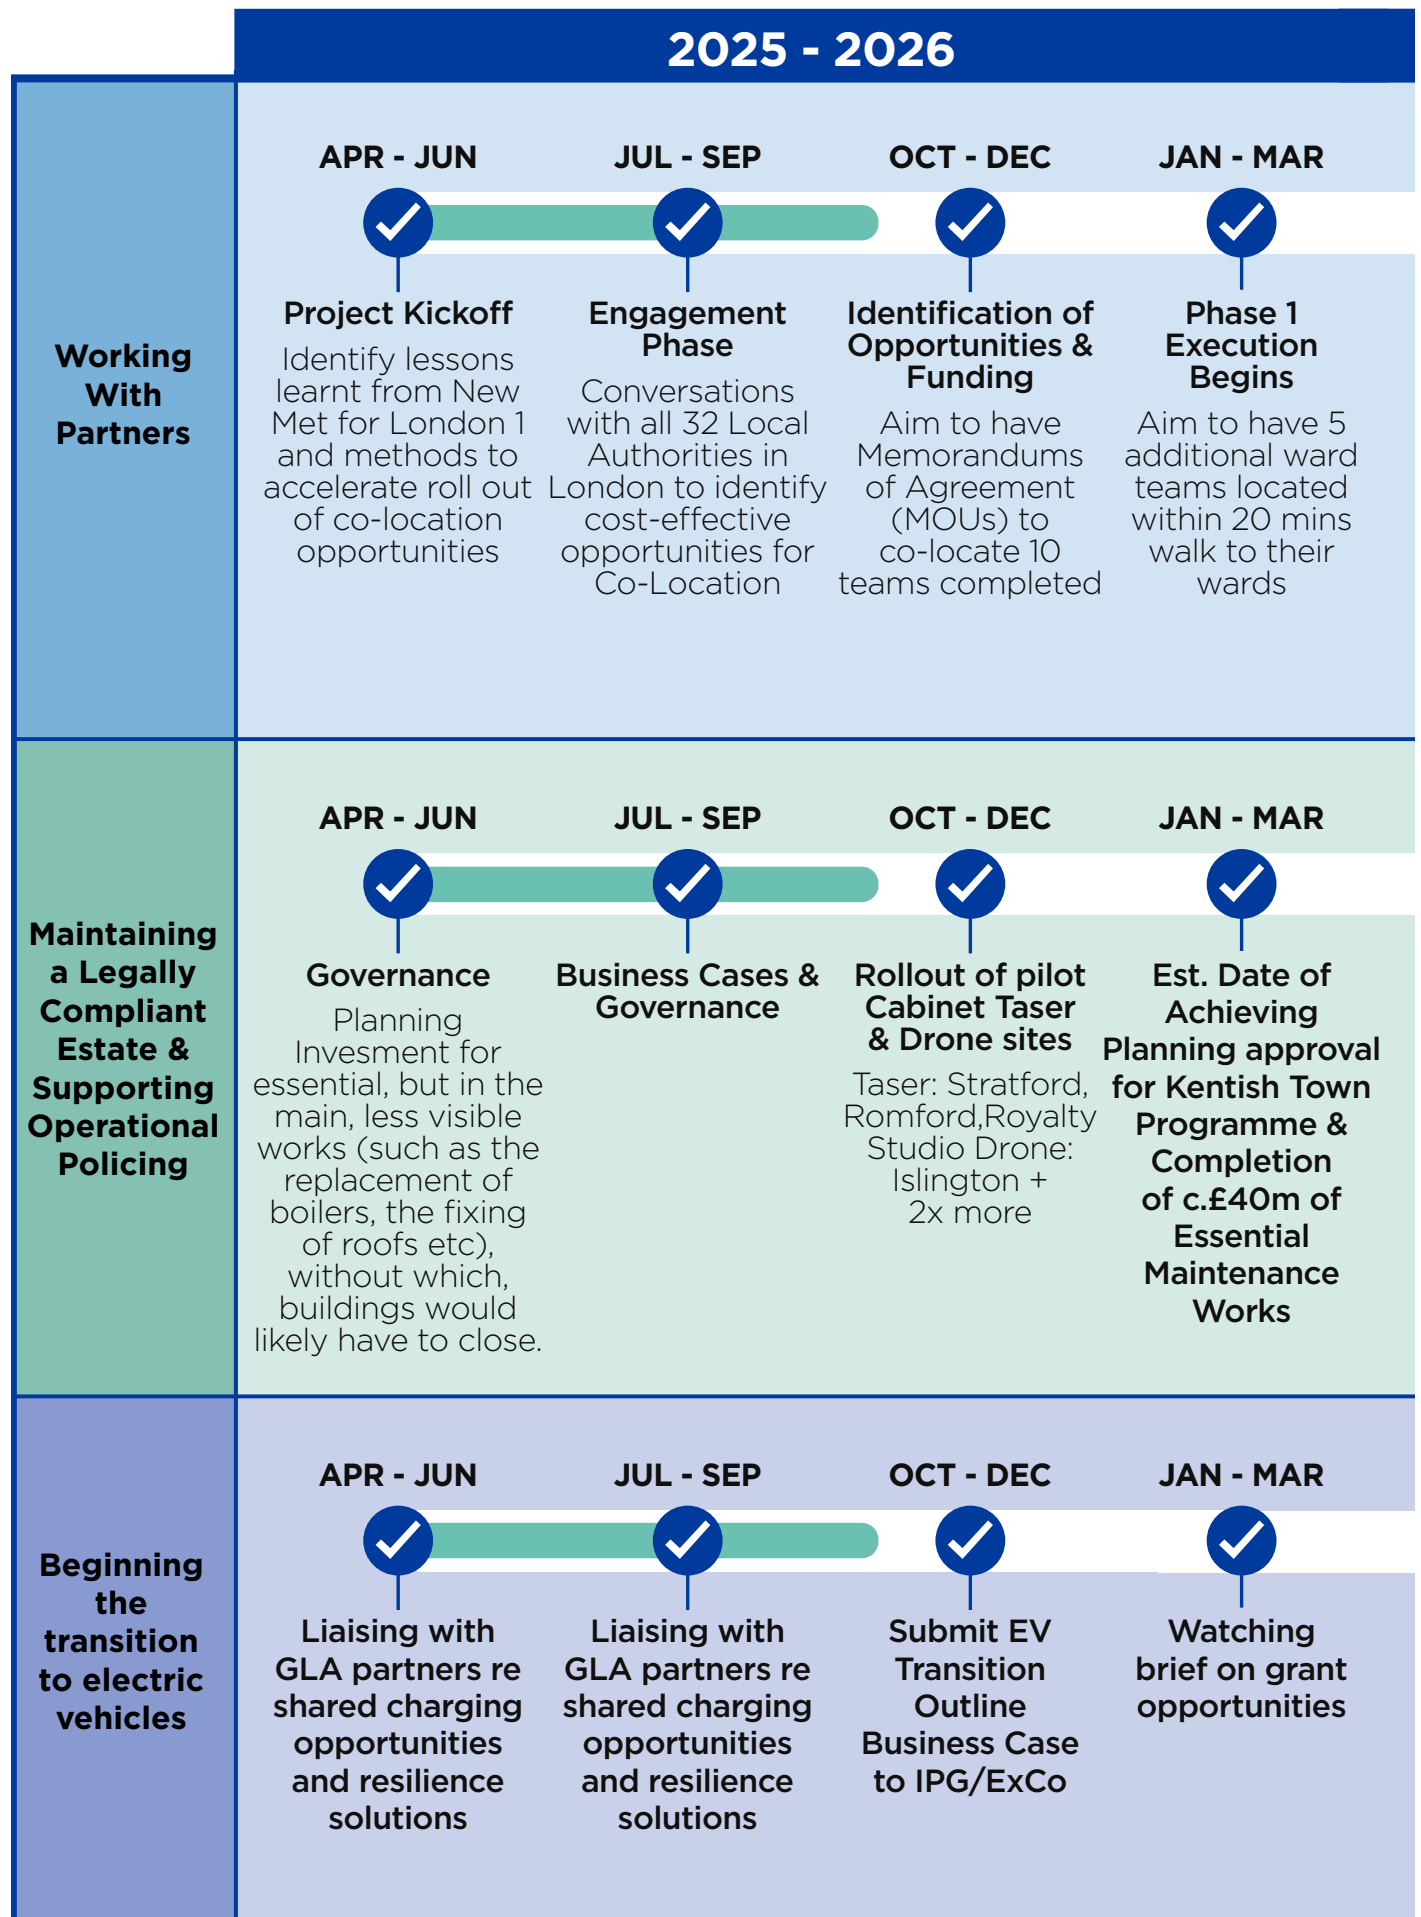 2025 - 2026
Working
With
Partners
APR - JUN
Project Kickoff
Identify lessons
learnt from New
Met for London 1
and methods to
accelerate roll out
of co-location
opportunities
JUL - SEP
Engagement
Phase
Conversations
with all 32 Local
Authorities in
London to identify
cost-effective
opportunities for
Co-Location
OCT - DEC
Identification of
Opportunities &
Funding
Aim to have
Memorandums
of Agreement
(MOUs) to
co-locate 10
teams completed
JAN - MAR
Phase 1
Execution
Begins
Aim to have 5
additional ward
teams located
within 20 mins
walk to their
wards
Maintaining
a Legally
Compliant
Estate &
Supporting
Operational
Policing
APR - JUN
Governance
Planning
Invesment for
essential, but in the
main, less visible
works (such as the
replacement of
boilers, the fixing
of roofs etc),
without which,
buildings would
likely have to close.
JUL - SEP
Business Cases &
Governance
OCT - DEC
Rollout of pilot
Cabinet Taser
& Drone sites
Taser: Stratford,
Romford,Royalty
Studio Drone:
Islington +
2x more
JAN - MAR
Est. Date of
Achieving
Planning approval
for Kentish Town
Programme &
Completion
of c.£40m of
Essential
Maintenance
Works
Beginning
the
transition
to electric
vehicles
APR - JUN
Liaising with
GLA partners re
shared charging
opportunities
and resilience
solutions
JUL - SEP
Liaising with
GLA partners re
shared charging
opportunities
and resilience
solutions
OCT - DEC
Submit EV
Transition
Outline
Business Case
to IPG/ExCo
JAN - MAR
Watching
brief on grant
opportunities